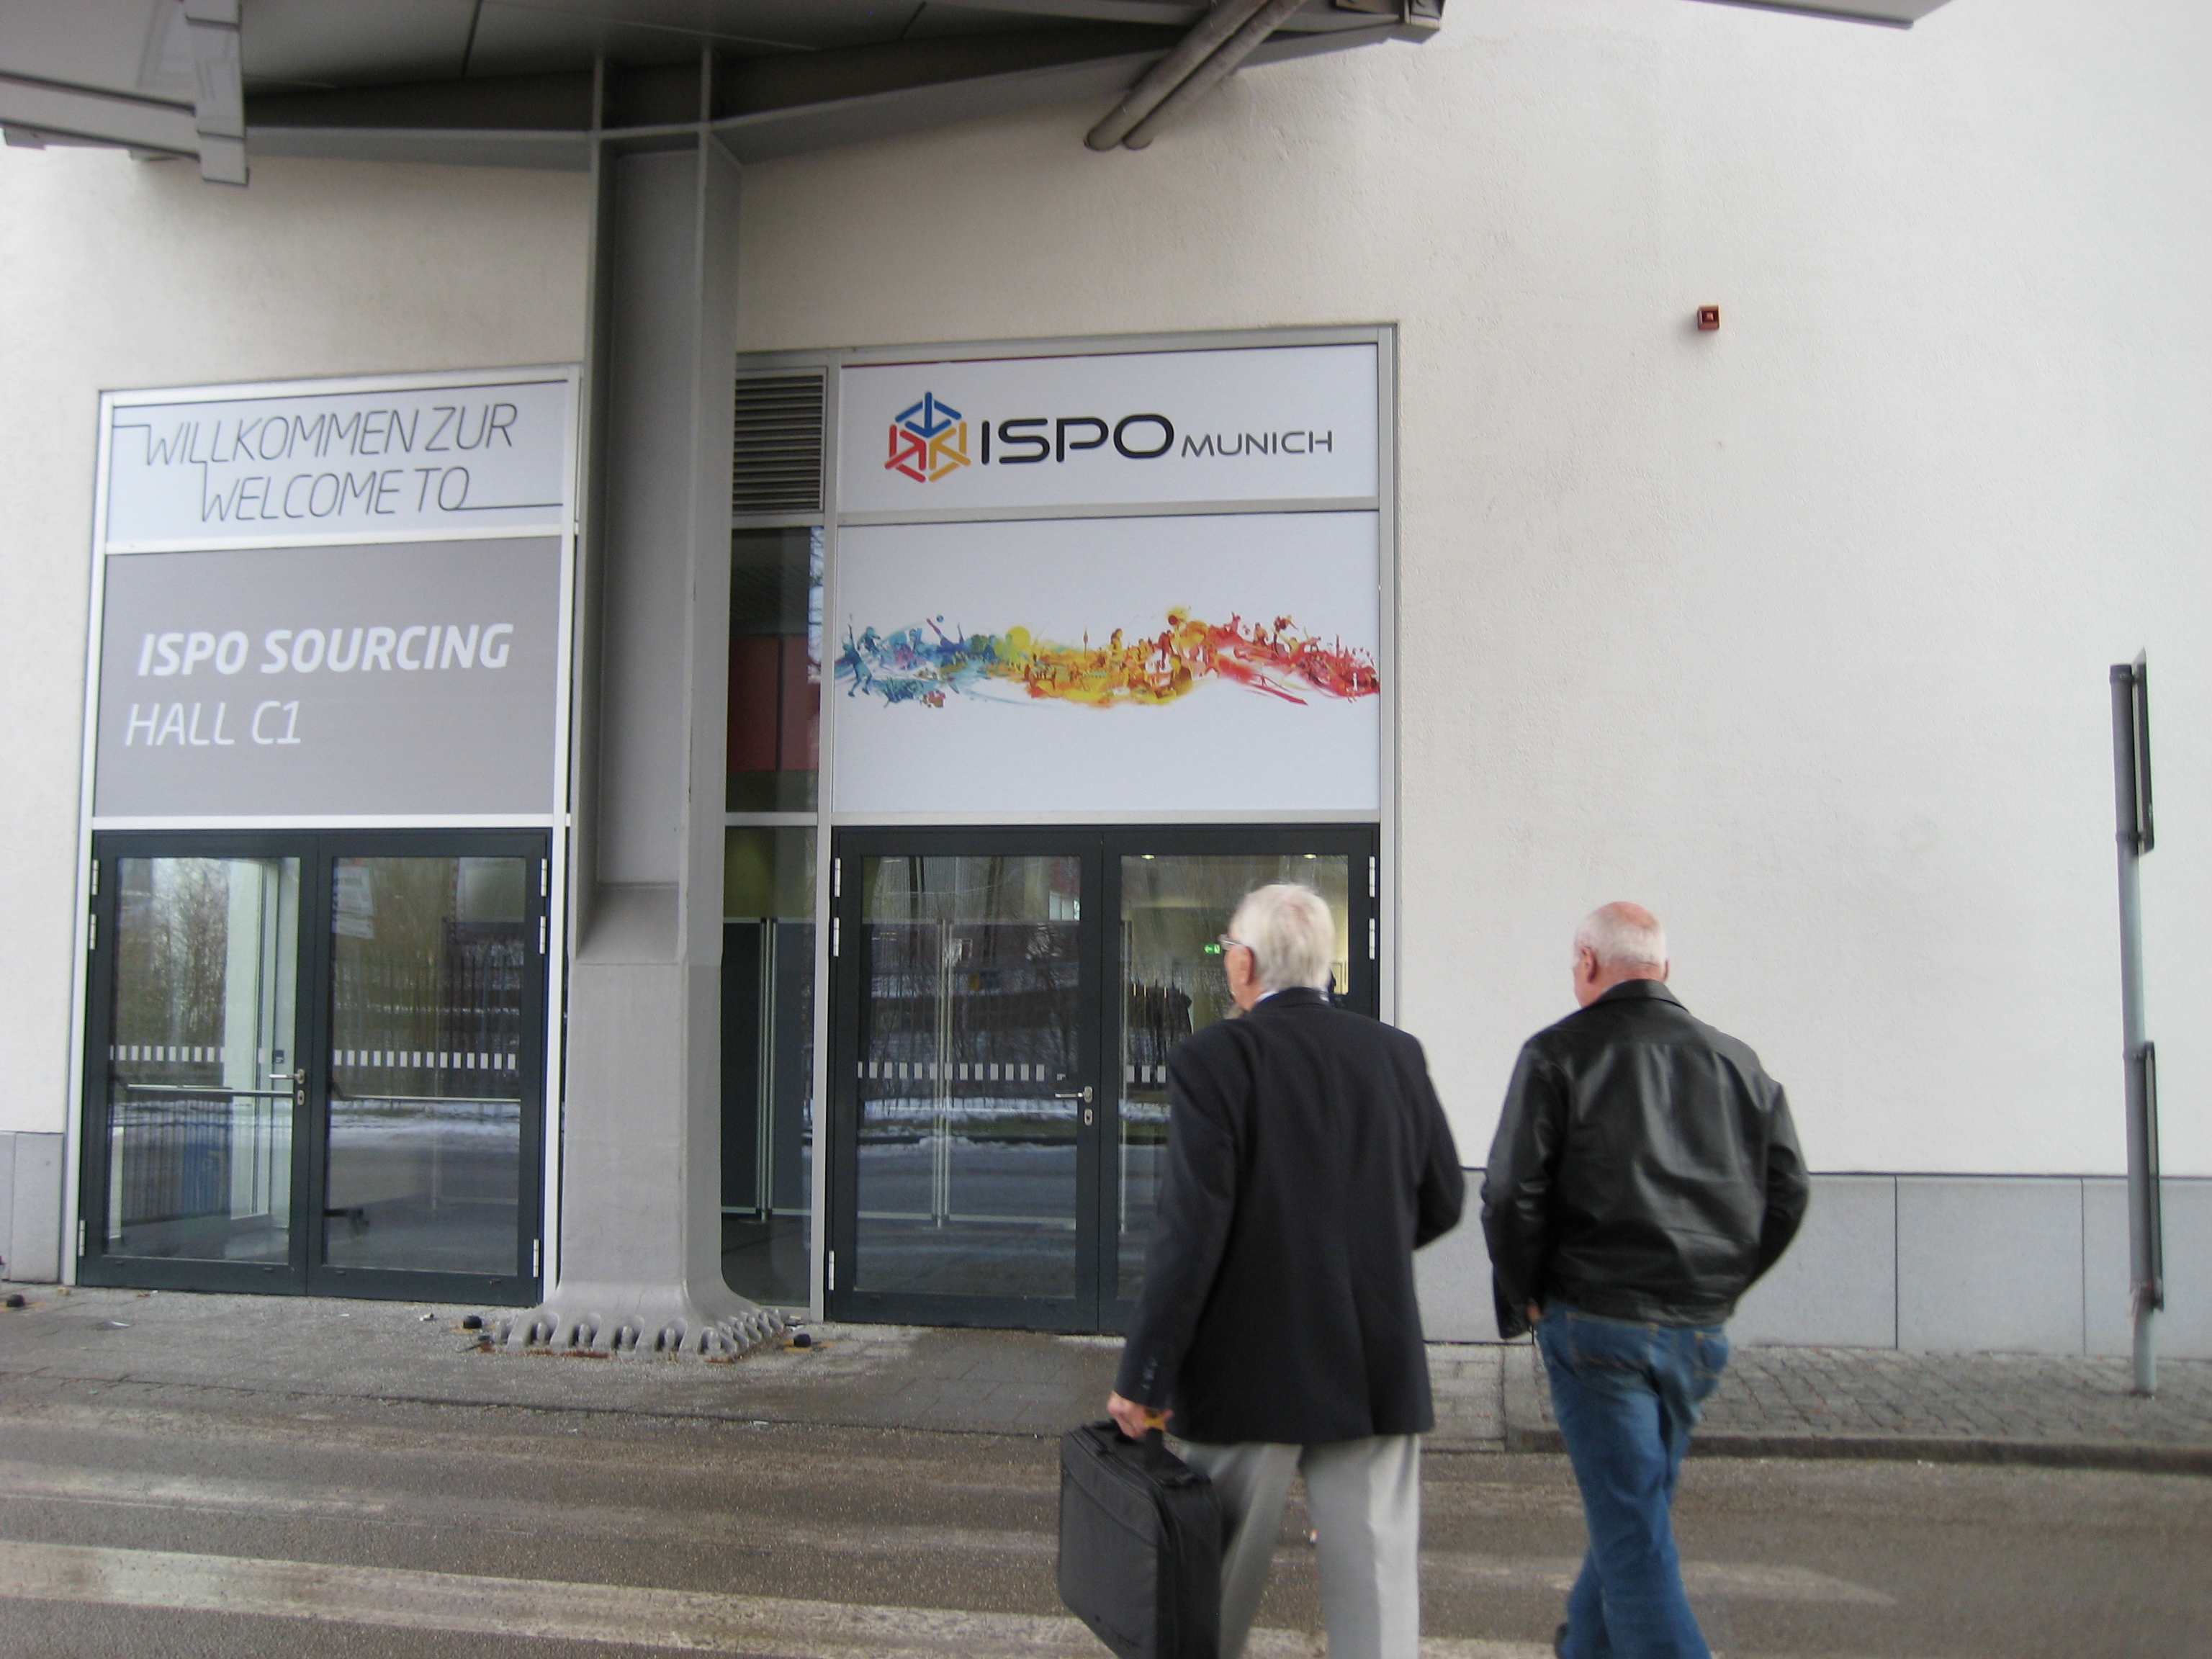 WILLKOMMEN ZUR
WELCOME TO
ISPO SOURCING
HALL C1
ISPO MUNICH